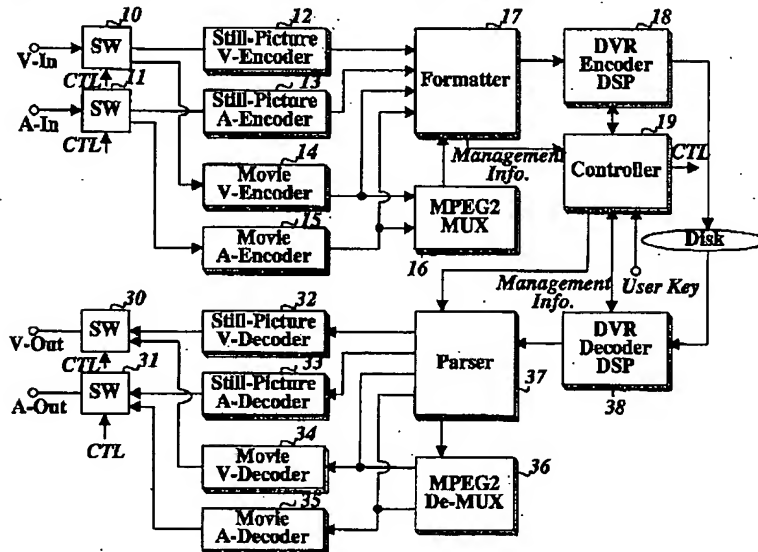 10
12
17
18
SW
Still-Picture
V-Encoder
DVR
Encoder
DSP
V-In
CTL
11
13
Formatter
SW
Still-Picture
A-Encoder
19
A-In
CTL
14
Management
Info.
Controller
CTL
Movie
V-Encoder
MPEG2
MUX
15
Movie
A-Encoder
16
Disk
Management
Info.
User Key
30
32
SW
Still-Picture
V-Decoder
Parser
DVR
Decoder
DSP
V-Out
CTL
31
33
37
SW
Still-Picture
A-Decoder
38
A-Out
CTL
34
Movie
V-Decoder
36
MPEG2
De-MUX
35
Movie
A-Decoder